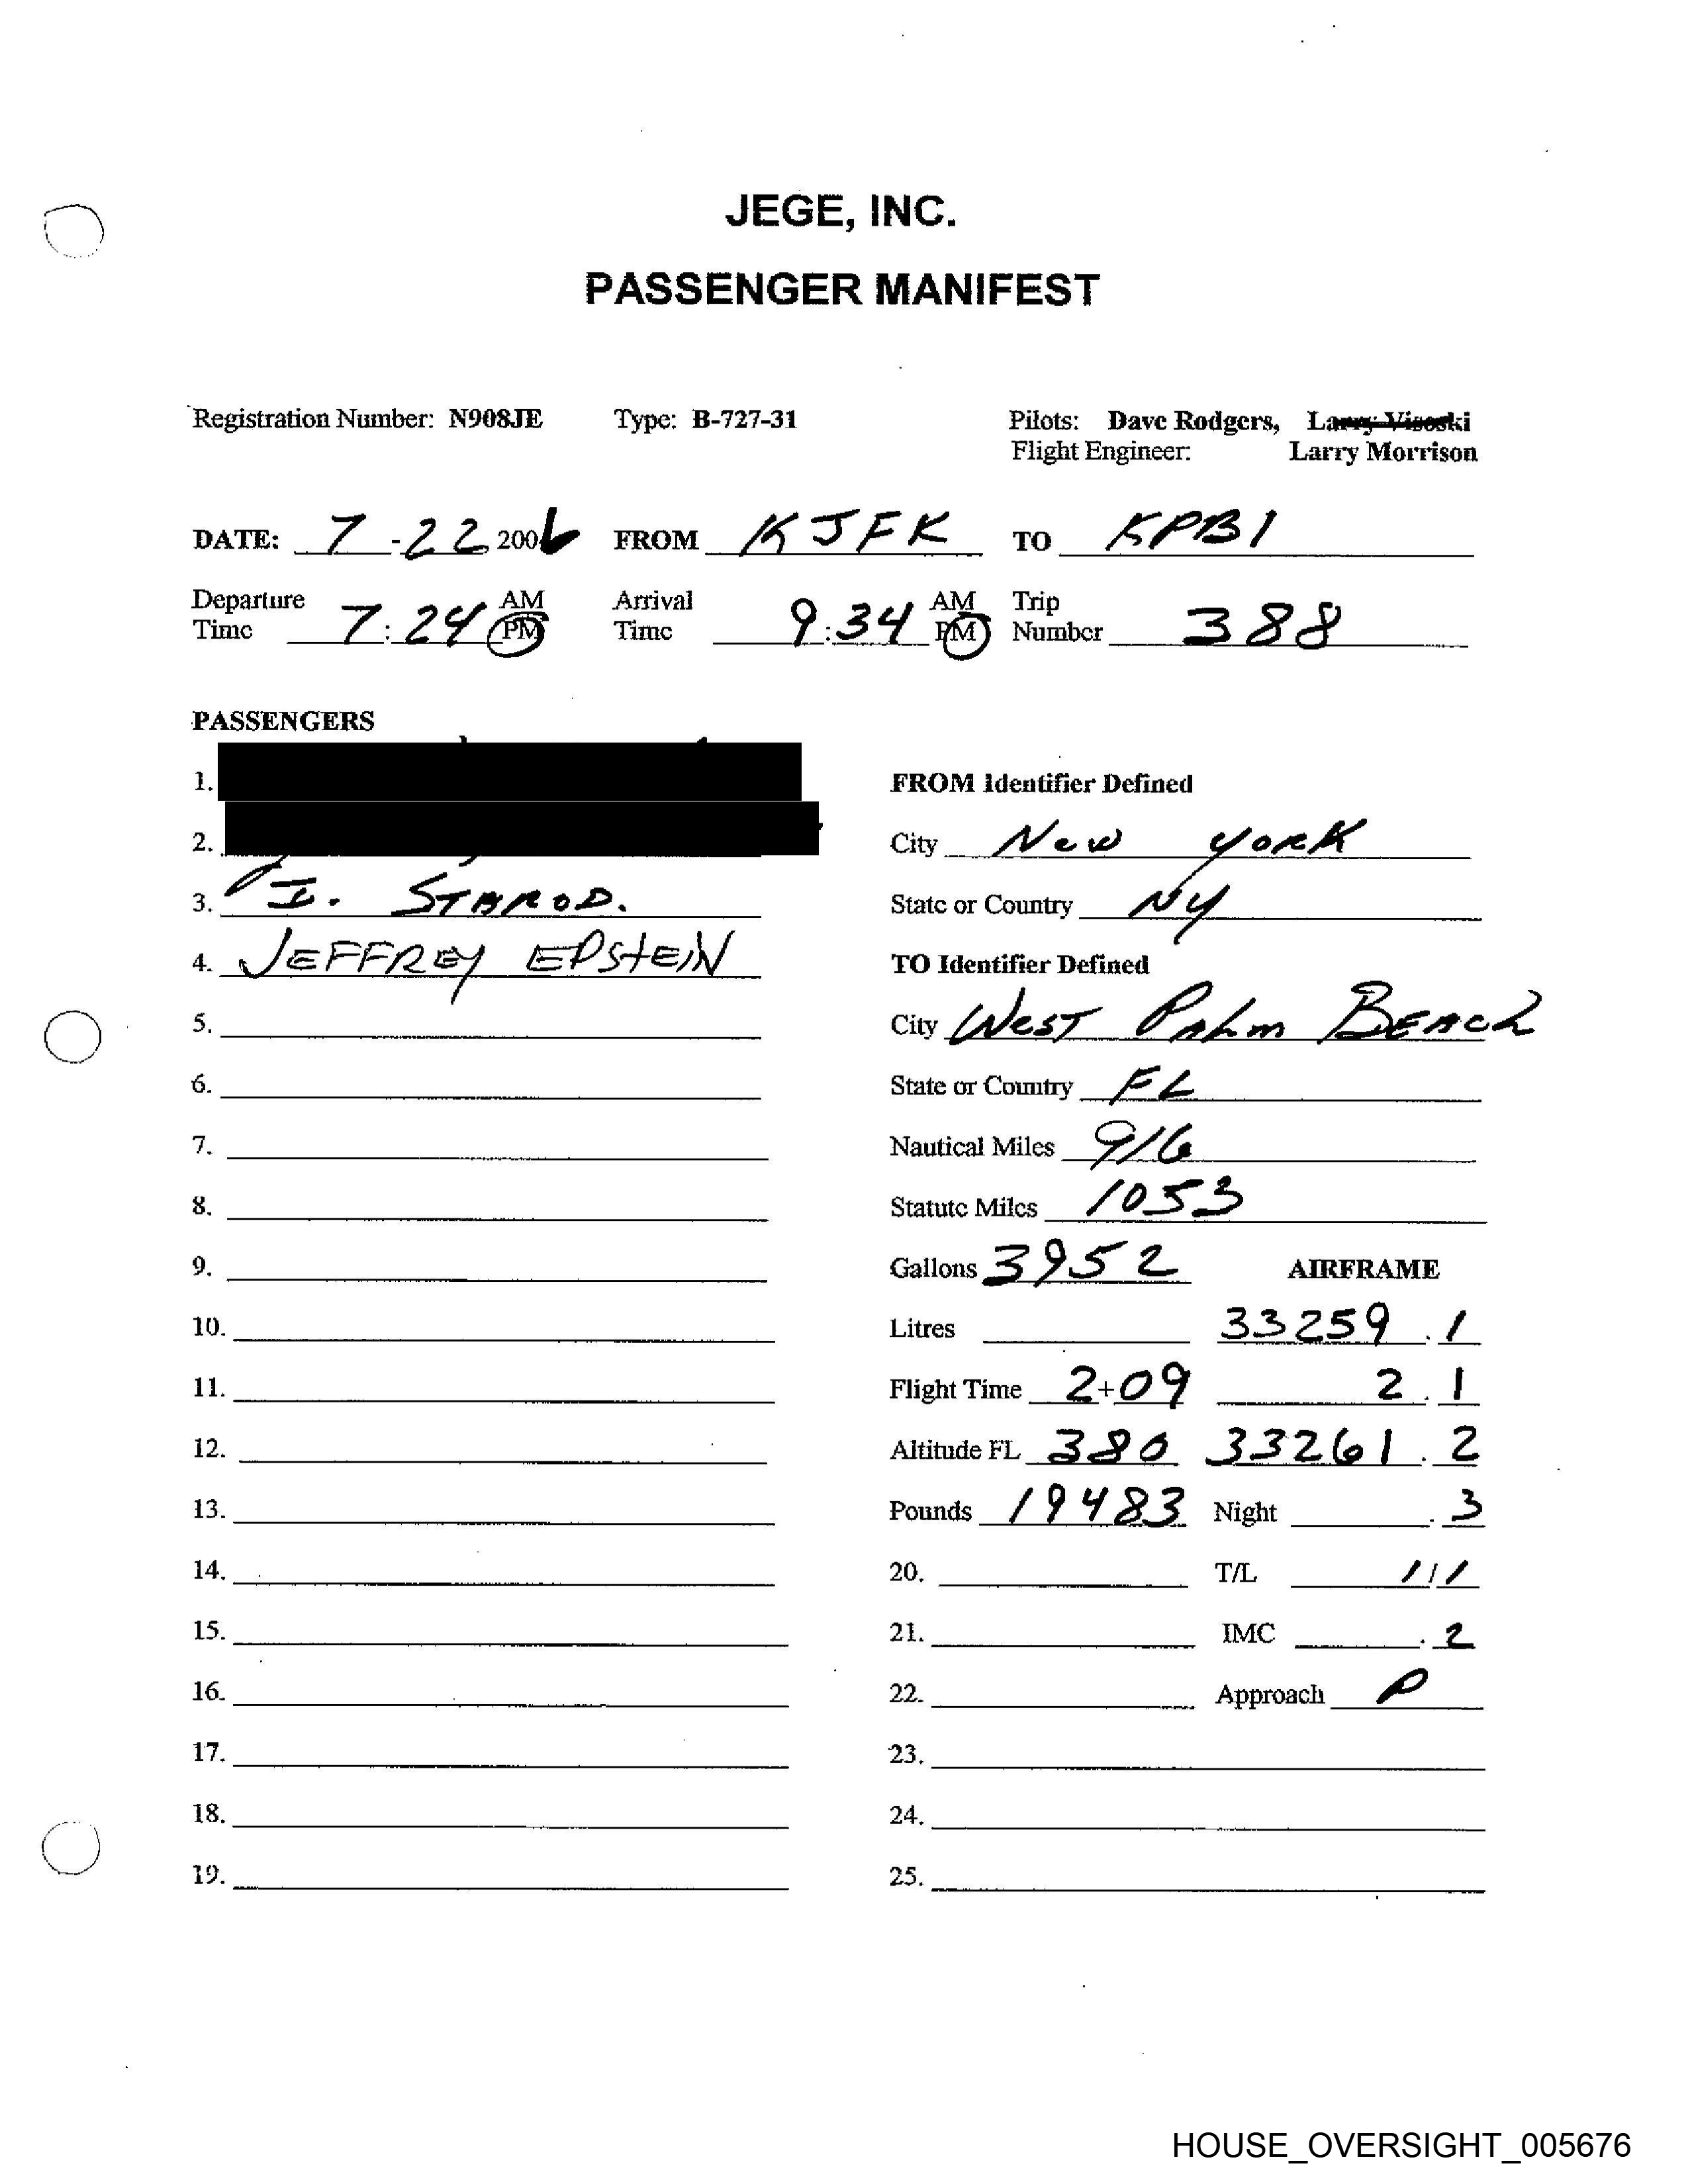 JEGE, INC.
PASSENGER MANIFEST
Registration Number: N908JE Type: B-727-31 Pilots: Dave Rodgers, Larry Visoski
Flight Engineer: Larry Morrison
DATE: 7-22 2006 FROM KJFK TO KPBI
Departure Time 7:24 AM PM Arrival Time 9:34 AM PM Trip Number 388
PASSENGERS
1.
2.
3. I. STAROD.
4. JEFFREY EPSTEIN
5.
6.
7.
8.
9.
10.
11.
12.
13.
14.
15.
16.
17.
18.
19.
FROM Identifier Defined
City New York
State or Country NY
TO Identifier Defined
City West Palm Beach
State or Country FL
Nautical Miles 916
Statute Miles 1053
Gallons 3952 AIRFRAME
Litres 33259.1
Flight Time 2+09 2.1
Altitude FL 380 33261.2
Pounds 19483 Night .3
20. T/L 1/1
21. IMC .2
22. Approach P
23.
24.
25.
HOUSE_OVERSIGHT_005676